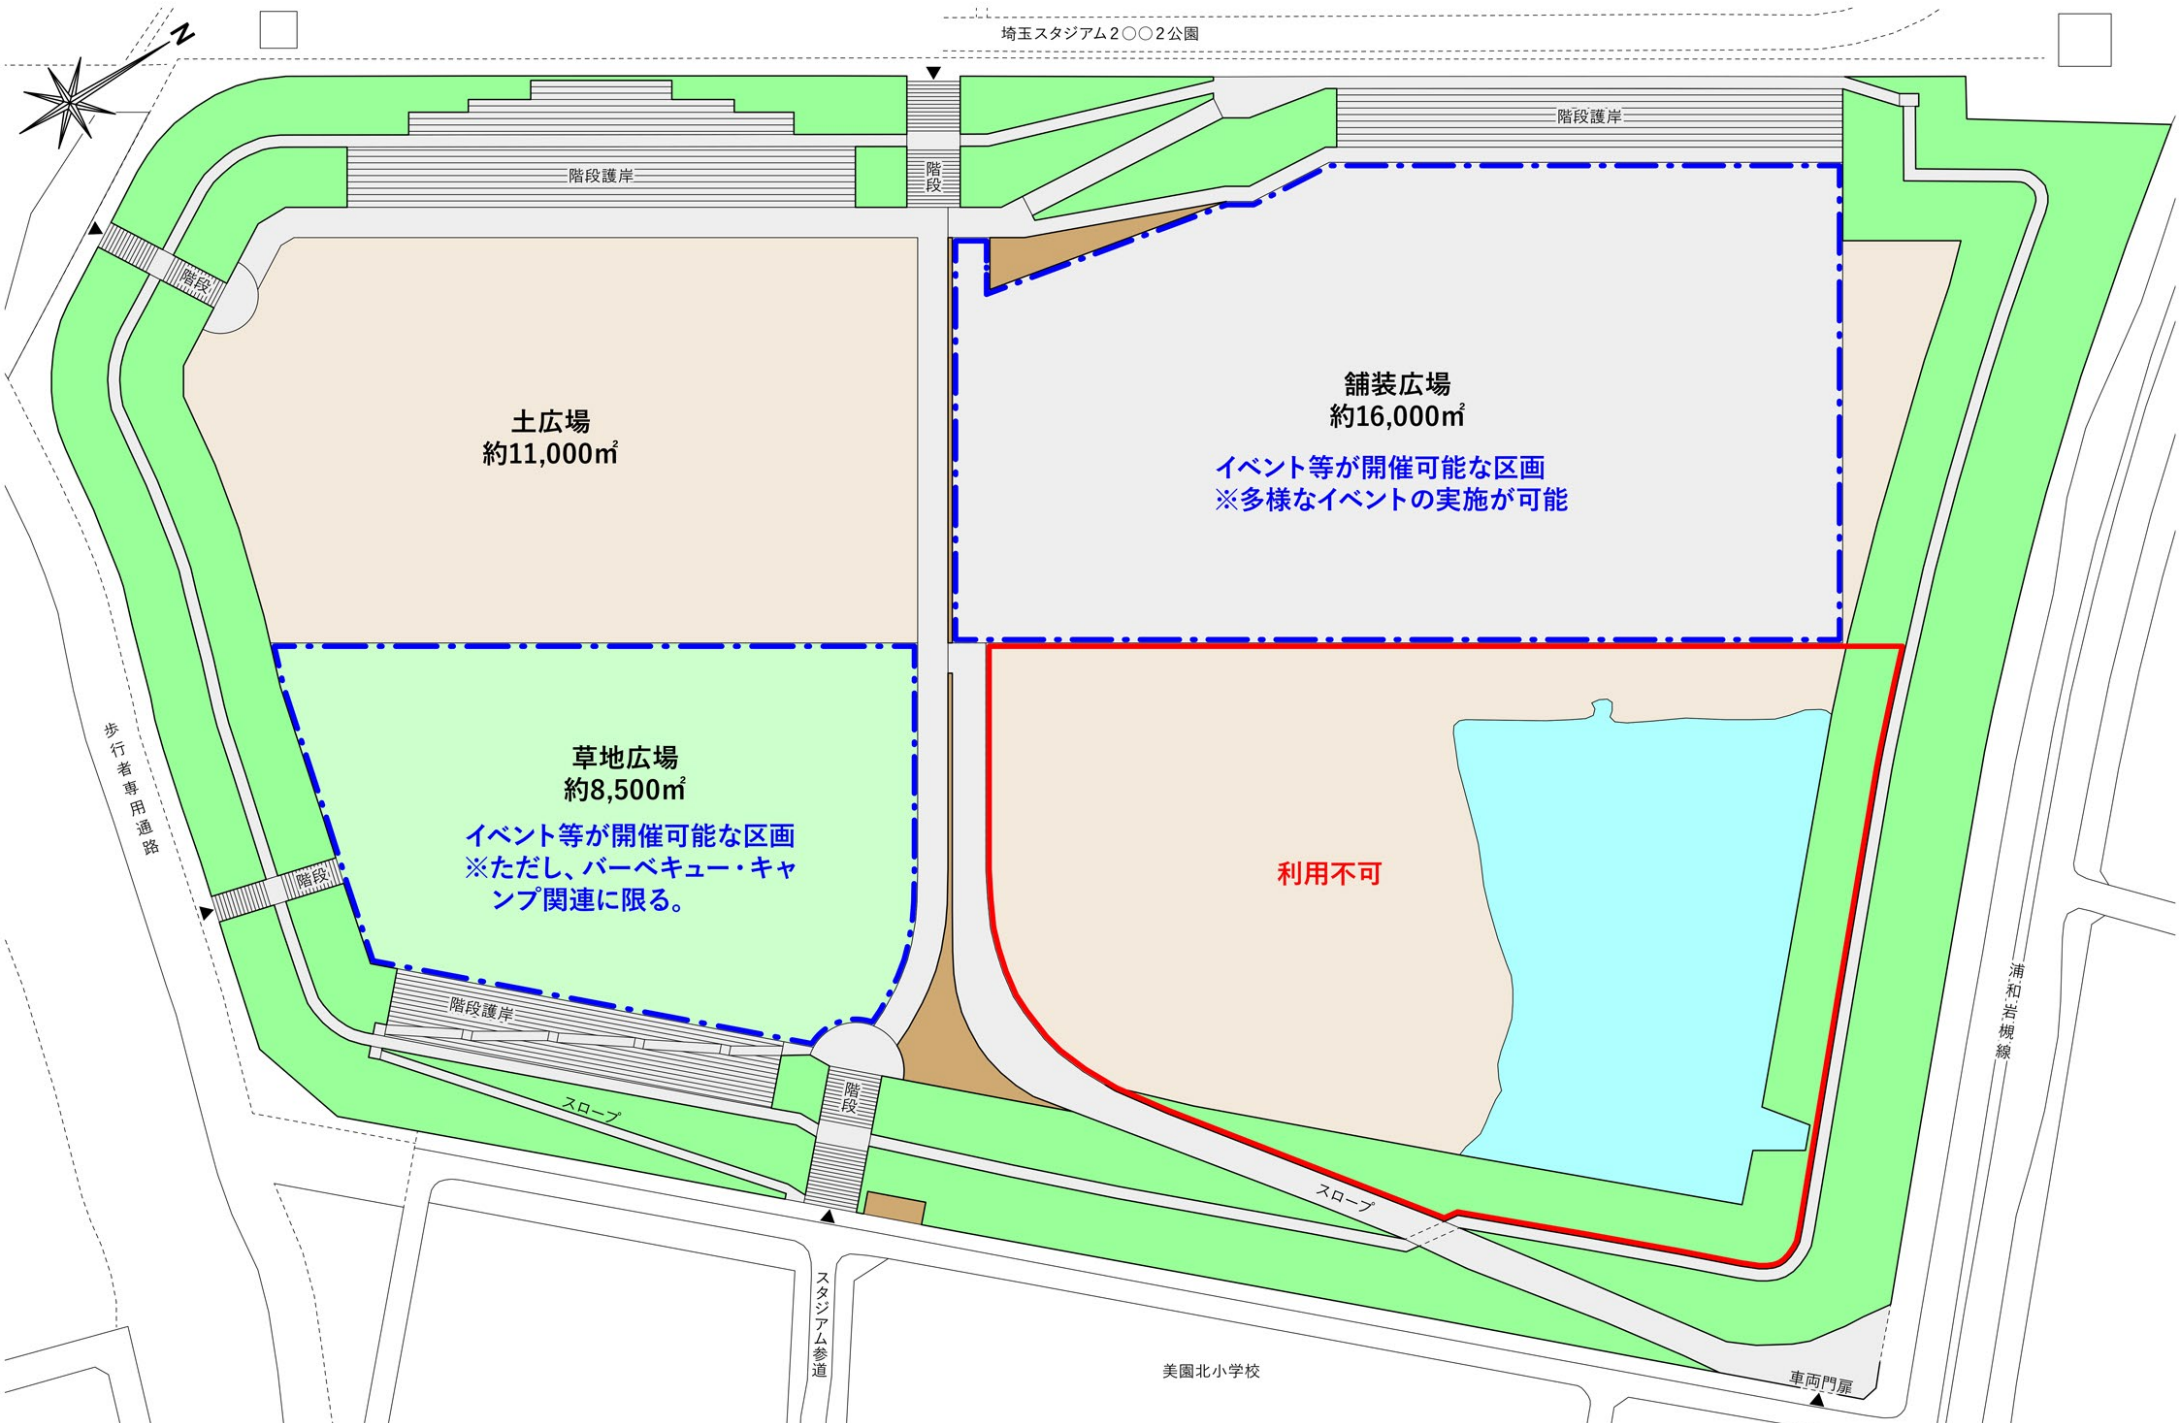 N
埼玉スタジアム2〇〇2公園
階段護岸
階段護岸
階段
階段
土広場
約11,000㎡
舗装広場
約16,000㎡
イベント等が開催可能な区画
※多様なイベントの実施が可能
草地広場
約8,500㎡
イベント等が開催可能な区画
※ただし、バーベキュー・キャ
ンプ関連に限る。
利用不可
歩行者専用通路
階段
階段護岸
浦和岩槻線
階段
スロープ
スロープ
スタジアム参道
美園北小学校
車両門扉